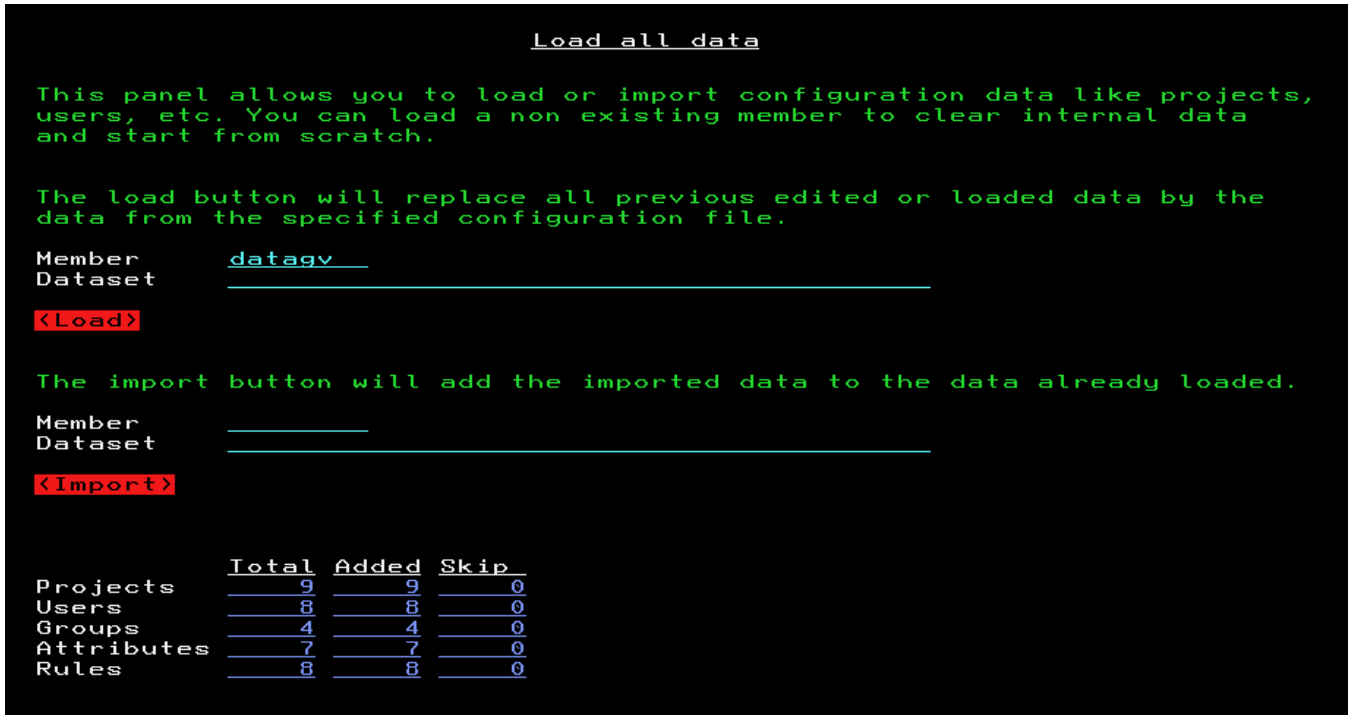 Load all data
This panel allows you to load or import configuration data like projects,
users, etc. You can load a non existing member to clear internal data
and start from scratch.
The load button will replace all previous edited or loaded data by the
data from the specified configuration file.
Member datagv
Dataset
<Load>
The import button will add the imported data to the data already loaded.
Member
Dataset
<Import>
Total Added Skip
Projects 9 9 0
Users 8 8 0
Groups 4 4 0
Attributes 7 7 0
Rules 8 8 0